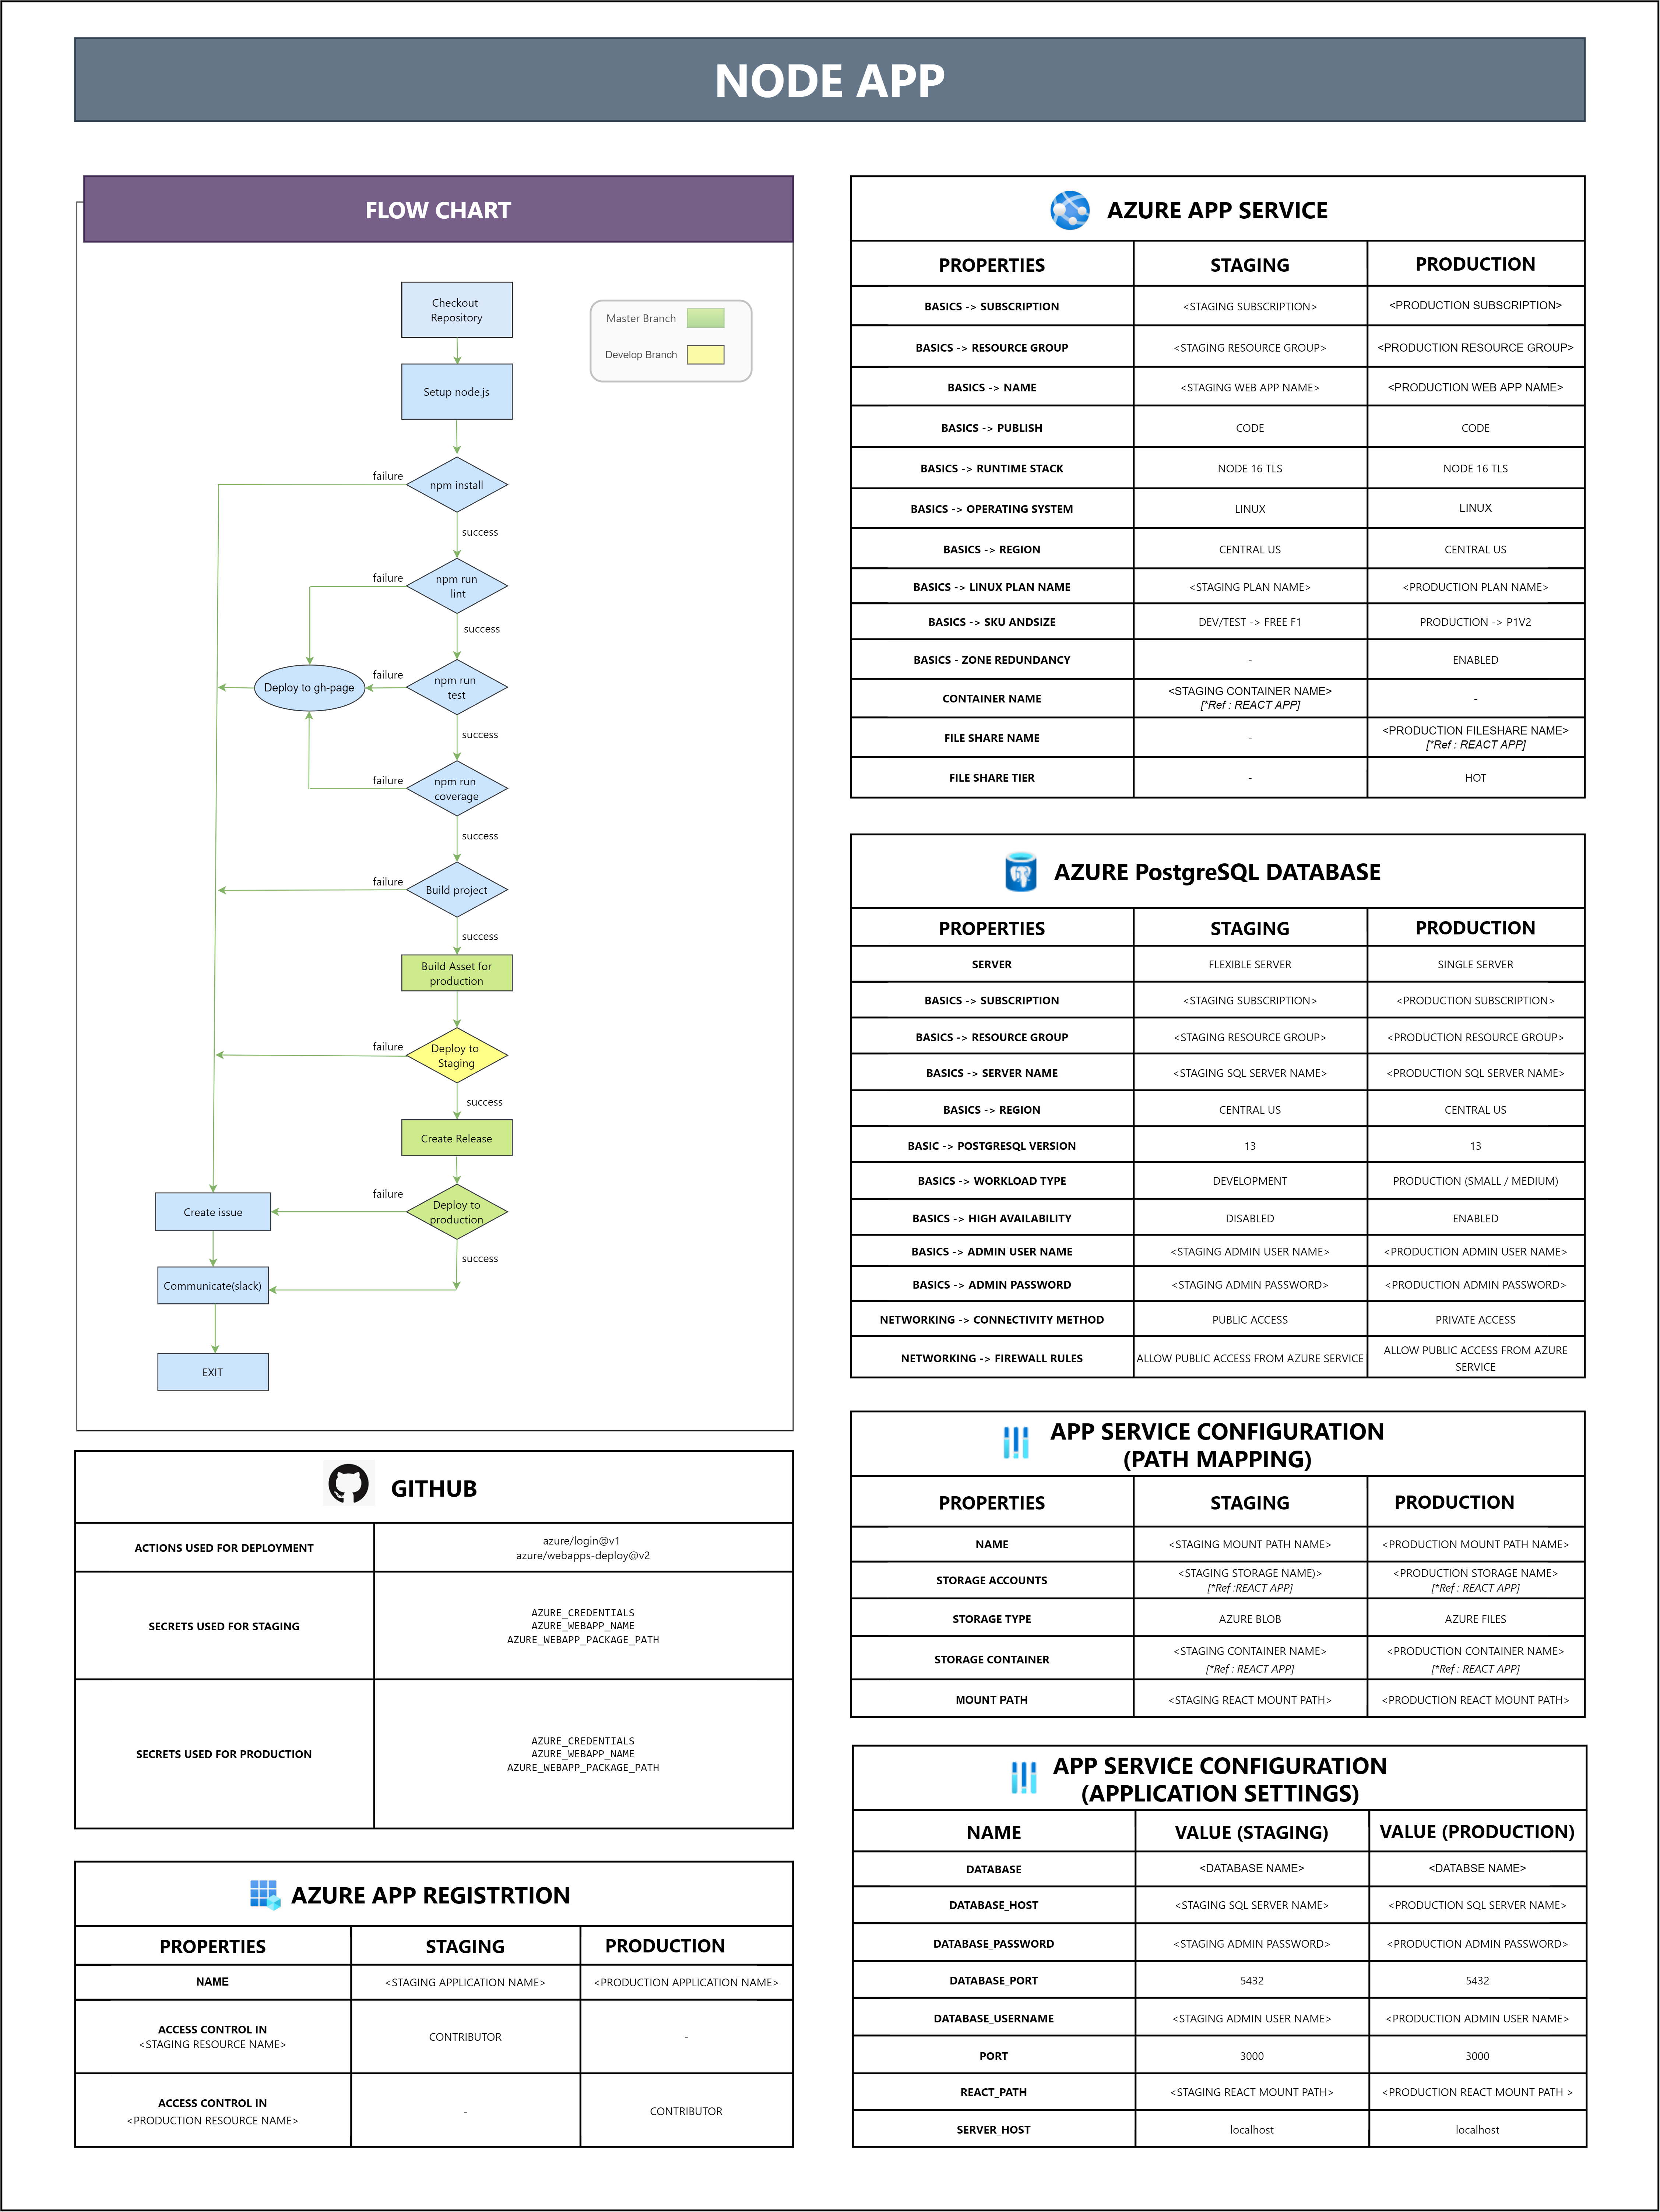 NODE APP
FLOW CHART
Checkout
Repository
Master Branch
Develop Branch
Setup node.js
failure
npm install
success
failure
npm run
lint
success
failure
npm run
test
Deploy to gh-page
success
failure
npm run
coverage
success
failure
Build project
success
Build Asset for
production
failure
Deploy to
Staging
success
Create Release
failure
Deploy to
production
Create issue
success
Communicate(slack)
EXIT
GITHUB
ACTIONS USED FOR DEPLOYMENT
azure/login@v1
azure/webapps-deploy@v2
SECRETS USED FOR STAGING
AZURE_CREDENTIALS
AZURE_WEBAPP_NAME
AZURE_WEBAPP_PACKAGE_PATH
SECRETS USED FOR PRODUCTION
AZURE_CREDENTIALS
AZURE_WEBAPP_NAME
AZURE_WEBAPP_PACKAGE_PATH
AZURE APP REGISTRTION
PROPERTIES STAGING PRODUCTION
NAME <STAGING APPLICATION NAME> <PRODUCTION APPLICATION NAME>
ACCESS CONTROL IN
<STAGING RESOURCE NAME>
CONTRIBUTOR -
ACCESS CONTROL IN
<PRODUCTION RESOURCE NAME>
- CONTRIBUTOR
AZURE APP SERVICE
PROPERTIES STAGING PRODUCTION
BASICS -> SUBSCRIPTION <STAGING SUBSCRIPTION> <PRODUCTION SUBSCRIPTION>
BASICS -> RESOURCE GROUP <STAGING RESOURCE GROUP> <PRODUCTION RESOURCE GROUP>
BASICS -> NAME <STAGING WEB APP NAME> <PRODUCTION WEB APP NAME>
BASICS -> PUBLISH CODE CODE
BASICS -> RUNTIME STACK NODE 16 TLS NODE 16 TLS
BASICS -> OPERATING SYSTEM LINUX LINUX
BASICS -> REGION CENTRAL US CENTRAL US
BASICS -> LINUX PLAN NAME <STAGING PLAN NAME> <PRODUCTION PLAN NAME>
BASICS -> SKU ANDSIZE DEV/TEST -> FREE F1 PRODUCTION -> P1V2
BASICS - ZONE REDUNDANCY - ENABLED
CONTAINER NAME <STAGING CONTAINER NAME> -
[*Ref : REACT APP]
FILE SHARE NAME - <PRODUCTION FILESHARE NAME>
[*Ref : REACT APP]
FILE SHARE TIER - HOT
AZURE PostgreSQL DATABASE
PROPERTIES STAGING PRODUCTION
SERVER FLEXIBLE SERVER SINGLE SERVER
BASICS -> SUBSCRIPTION <STAGING SUBSCRIPTION> <PRODUCTION SUBSCRIPTION>
BASICS -> RESOURCE GROUP <STAGING RESOURCE GROUP> <PRODUCTION RESOURCE GROUP>
BASICS -> SERVER NAME <STAGING SQL SERVER NAME> <PRODUCTION SQL SERVER NAME>
BASICS -> REGION CENTRAL US CENTRAL US
BASIC -> POSTGRESQL VERSION 13 13
BASICS -> WORKLOAD TYPE DEVELOPMENT PRODUCTION (SMALL / MEDIUM)
BASICS -> HIGH AVAILABILITY DISABLED ENABLED
BASICS -> ADMIN USER NAME <STAGING ADMIN USER NAME> <PRODUCTION ADMIN USER NAME>
BASICS -> ADMIN PASSWORD <STAGING ADMIN PASSWORD> <PRODUCTION ADMIN PASSWORD>
NETWORKING -> CONNECTIVITY METHOD PUBLIC ACCESS PRIVATE ACCESS
NETWORKING -> FIREWALL RULES ALLOW PUBLIC ACCESS FROM AZURE SERVICE ALLOW PUBLIC ACCESS FROM AZURE
SERVICE
APP SERVICE CONFIGURATION
(PATH MAPPING)
PROPERTIES STAGING PRODUCTION
NAME <STAGING MOUNT PATH NAME> <PRODUCTION MOUNT PATH NAME>
STORAGE ACCOUNTS <STAGING STORAGE NAME)> <PRODUCTION STORAGE NAME>
[*Ref :REACT APP] [*Ref : REACT APP]
STORAGE TYPE AZURE BLOB AZURE FILES
STORAGE CONTAINER <STAGING CONTAINER NAME> <PRODUCTION CONTAINER NAME>
[*Ref : REACT APP] [*Ref : REACT APP]
MOUNT PATH <STAGING REACT MOUNT PATH> <PRODUCTION REACT MOUNT PATH>
APP SERVICE CONFIGURATION
(APPLICATION SETTINGS)
NAME VALUE (STAGING) VALUE (PRODUCTION)
DATABASE <DATABASE NAME> <DATABSE NAME>
DATABASE_HOST <STAGING SQL SERVER NAME> <PRODUCTION SQL SERVER NAME>
DATABASE_PASSWORD <STAGING ADMIN PASSWORD> <PRODUCTION ADMIN PASSWORD>
DATABASE_PORT 5432 5432
DATABASE_USERNAME <STAGING ADMIN USER NAME> <PRODUCTION ADMIN USER NAME>
PORT 3000 3000
REACT_PATH <STAGING REACT MOUNT PATH> <PRODUCTION REACT MOUNT PATH >
SERVER_HOST localhost localhost